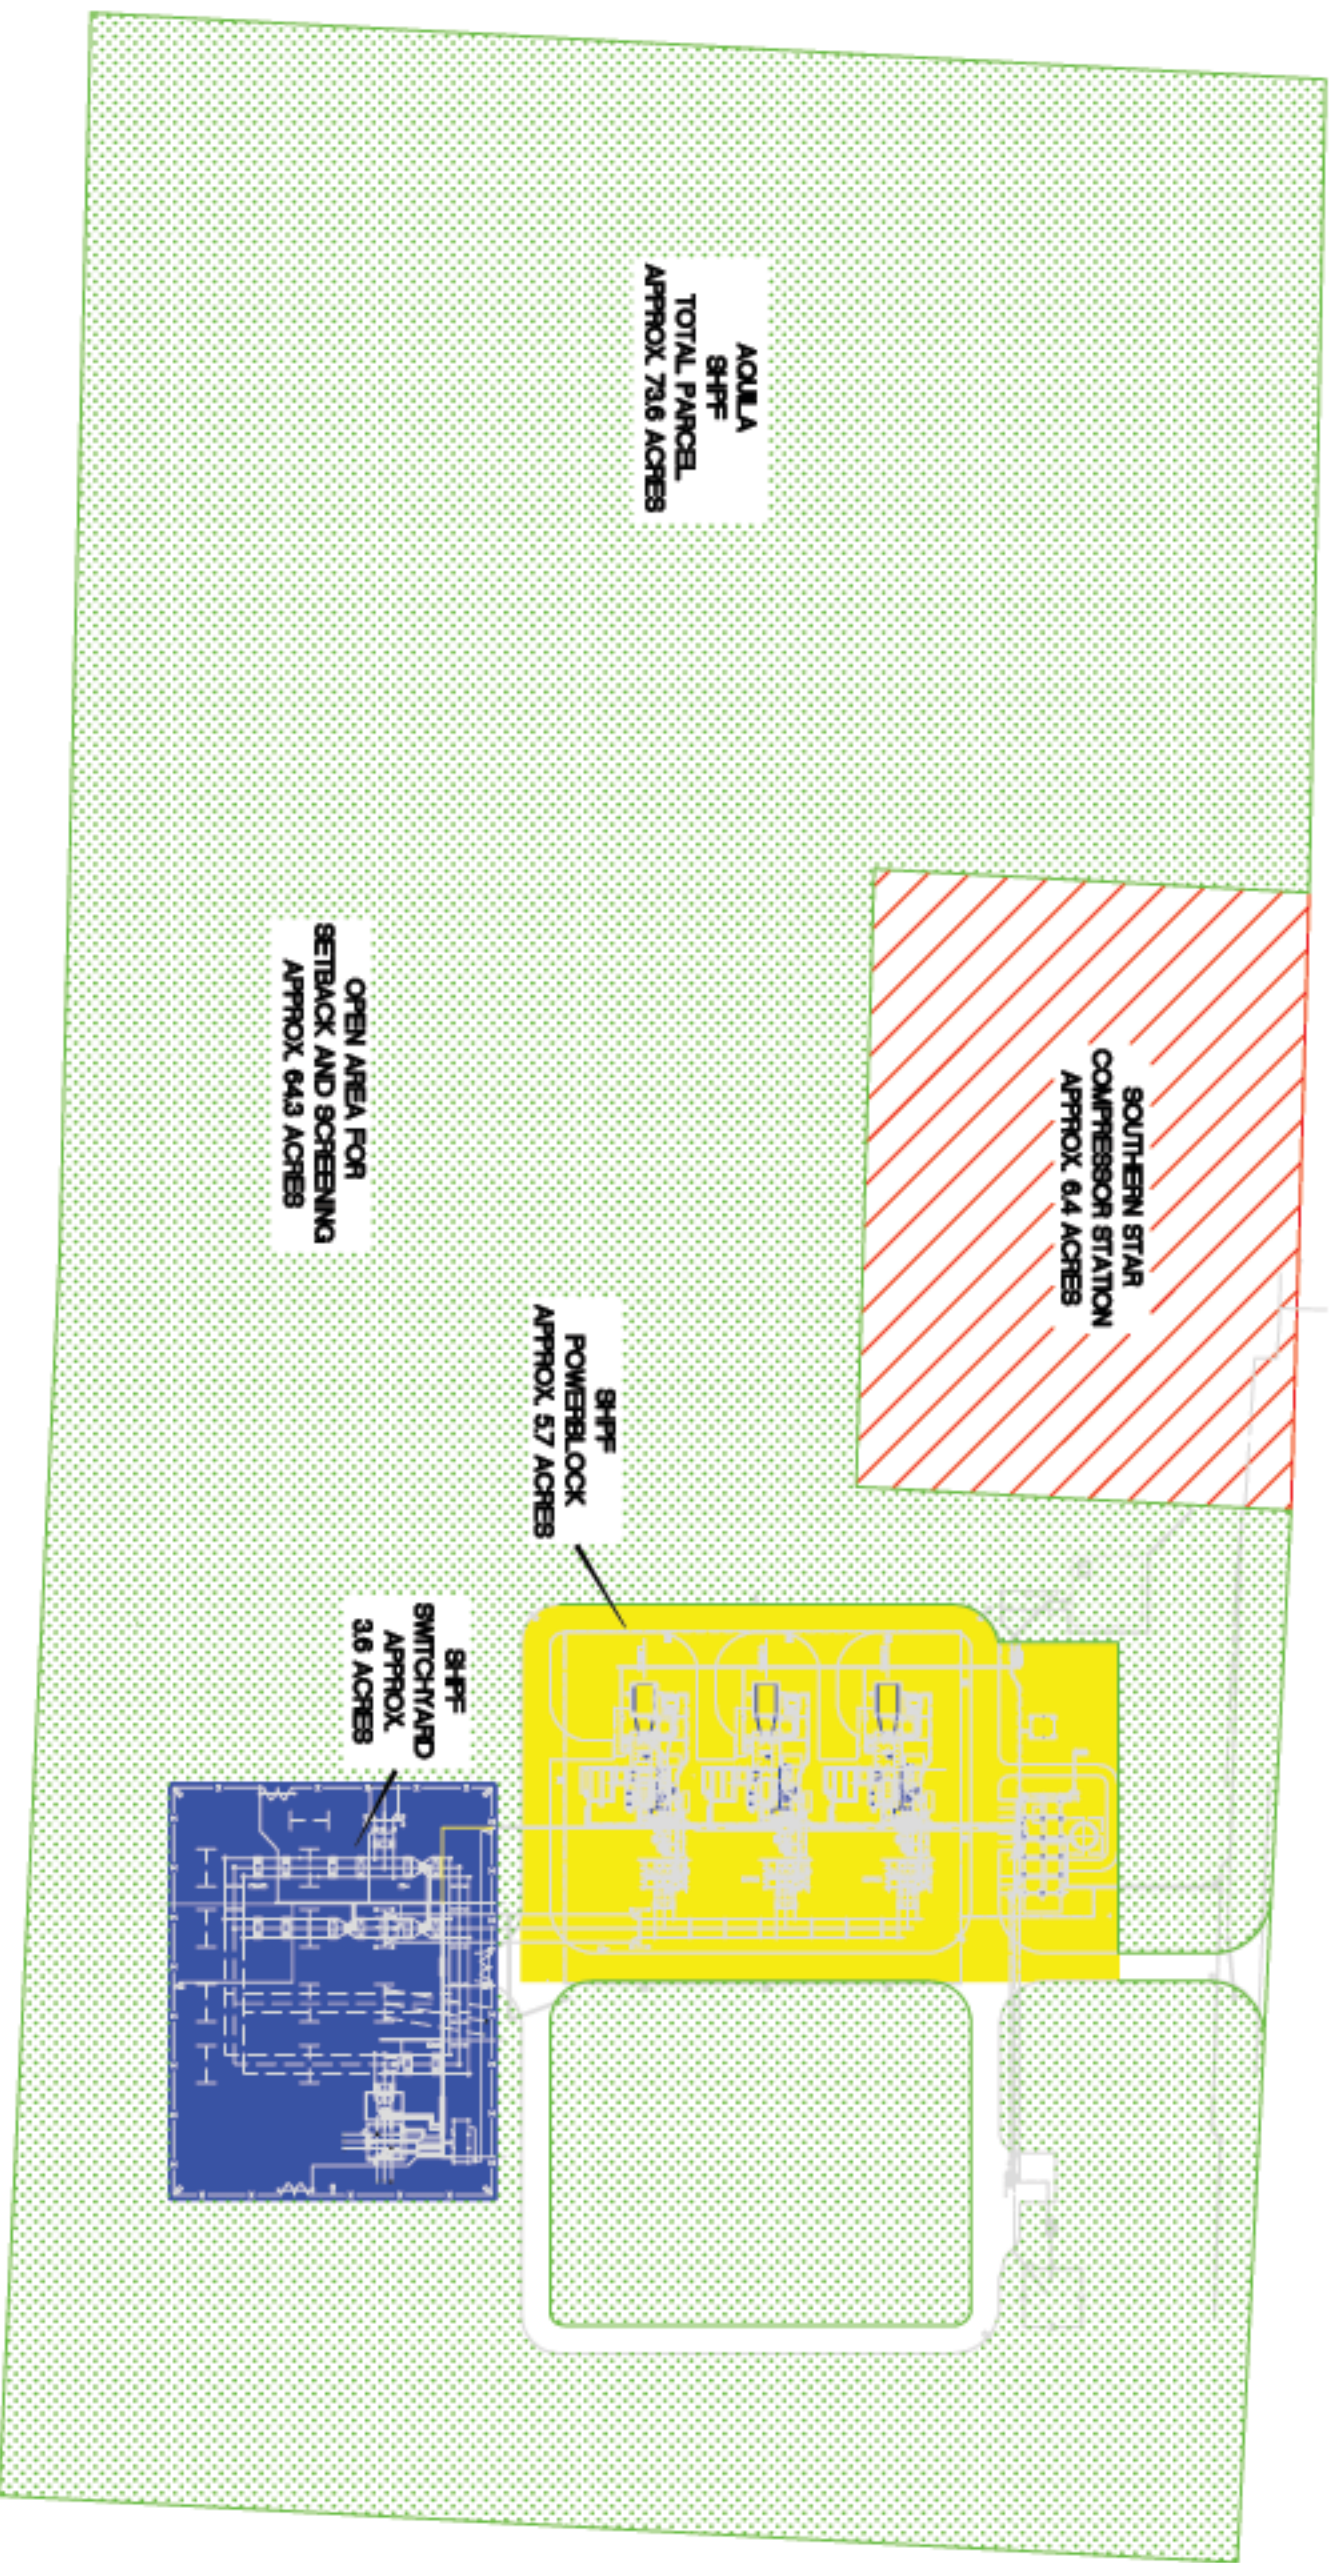 AQUILA
SHPF
TOTAL PARCEL
APPROX. 73.6 ACRES
SOUTHERN STAR
COMPRESSOR STATION
APPROX. 6.4 ACRES
OPEN AREA FOR
SETBACK AND SCREENING
APPROX. 64.3 ACRES
SHPF
POWERBLOCK
APPROX. 5.7 ACRES
SHPF
SWITCHYARD
APPROX.
3.6 ACRES